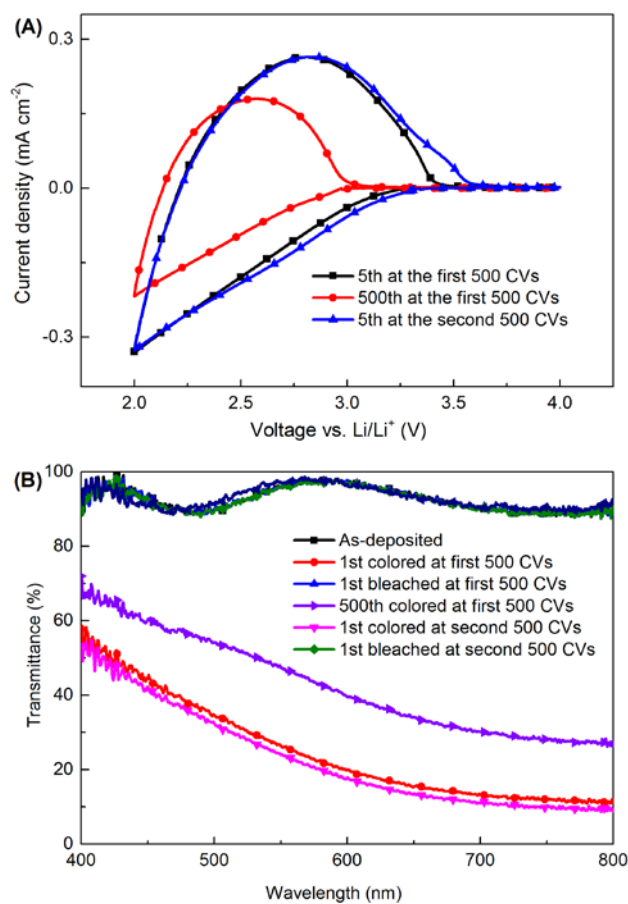 (A)
0.3
0.0
-0.3
Current density (mA cm⁻²)
5th at the first 500 CVs
500th at the first 500 CVs
5th at the second 500 CVs
2.0 2.5 3.0 3.5 4.0
Voltage vs. Li/Li⁺ (V)
(B)
100
80
60
40
20
0
Transmittance (%)
As-deposited
1st colored at first 500 CVs
1st bleached at first 500 CVs
500th colored at first 500 CVs
1st colored at second 500 CVs
1st bleached at second 500 CVs
400 500 600 700 800
Wavelength (nm)